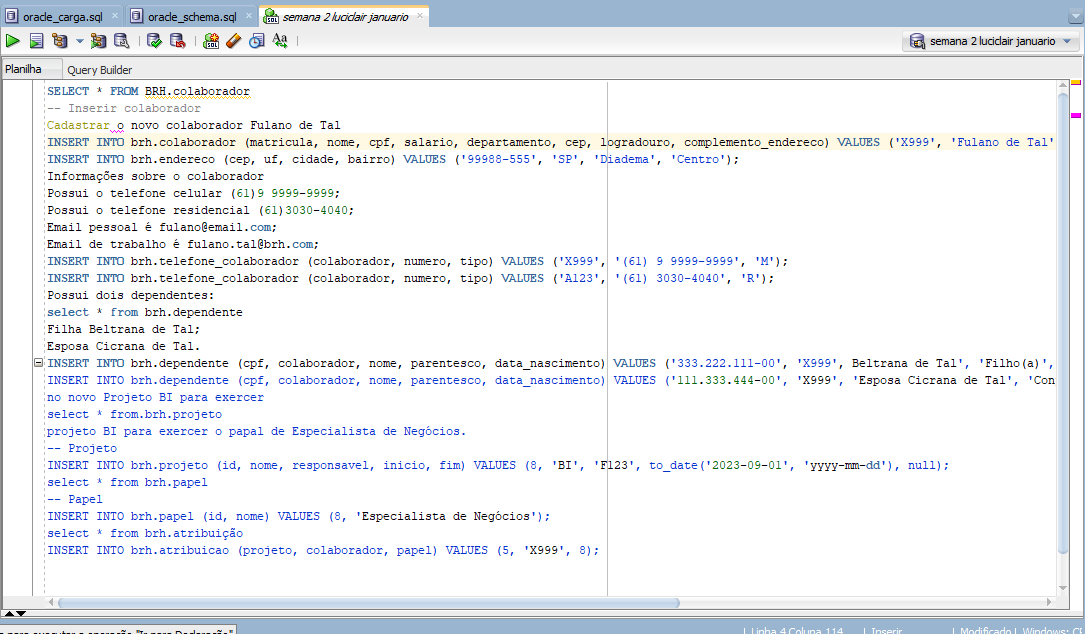 oracle_carga.sql oracle_schema.sql semana 2 luciclair januario
semana 2 luciclair januario
Planilha Query Builder
SELECT * FROM BRH.colaborador
-- Inserir colaborador
Cadastrar o novo colaborador Fulano de Tal
INSERT INTO brh.colaborador (matricula, nome, cpf, salario, departamento, cep, logradouro, complemento_endereco) VALUES ('X999', 'Fulano de Tal'
INSERT INTO brh.endereco (cep, uf, cidade, bairro) VALUES ('99988-555', 'SP', 'Diadema', 'Centro');
Informações sobre o colaborador
Possui o telefone celular (61)9 9999-9999;
Possui o telefone residencial (61)3030-4040;
Email pessoal é fulano@email.com;
Email de trabalho é fulano.tal@brh.com;
INSERT INTO brh.telefone_colaborador (colaborador, numero, tipo) VALUES ('X999', '(61) 9 9999-9999', 'M');
INSERT INTO brh.telefone_colaborador (colaborador, numero, tipo) VALUES ('A123', '(61) 3030-4040', 'R');
Possui dois dependentes:
select * from brh.dependente
Filha Beltrana de Tal;
Esposa Cicrana de Tal.
INSERT INTO brh.dependente (cpf, colaborador, nome, parentesco, data_nascimento) VALUES ('333.222.111-00', 'X999', Beltrana de Tal', 'Filho(a)',
INSERT INTO brh.dependente (cpf, colaborador, nome, parentesco, data_nascimento) VALUES ('111.333.444-00', 'X999', 'Esposa Cicrana de Tal', 'Con
no novo Projeto BI para exercer
select * from.brh.projeto
projeto BI para exercer o papal de Especialista de Negócios.
-- Projeto
INSERT INTO brh.projeto (id, nome, responsavel, inicio, fim) VALUES (8, 'BI', 'F123', to_date('2023-09-01', 'yyyy-mm-dd'), null);
select * from brh.papel
-- Papel
INSERT INTO brh.papel (id, nome) VALUES (8, 'Especialista de Negócios');
select * from brh.atribuição
INSERT INTO brh.atribuicao (projeto, colaborador, papel) VALUES (5, 'X999', 8);
para executar a operação "Ir para Declaração" Linha 4 Coluna 114 Inserir Modificado Windows: CR